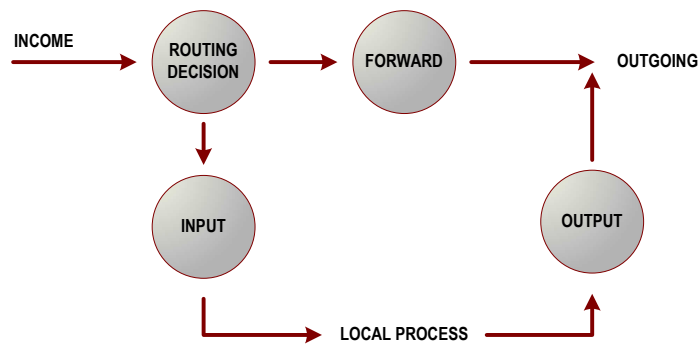 INCOME
ROUTING
DECISION
FORWARD
OUTGOING
INPUT
OUTPUT
LOCAL PROCESS